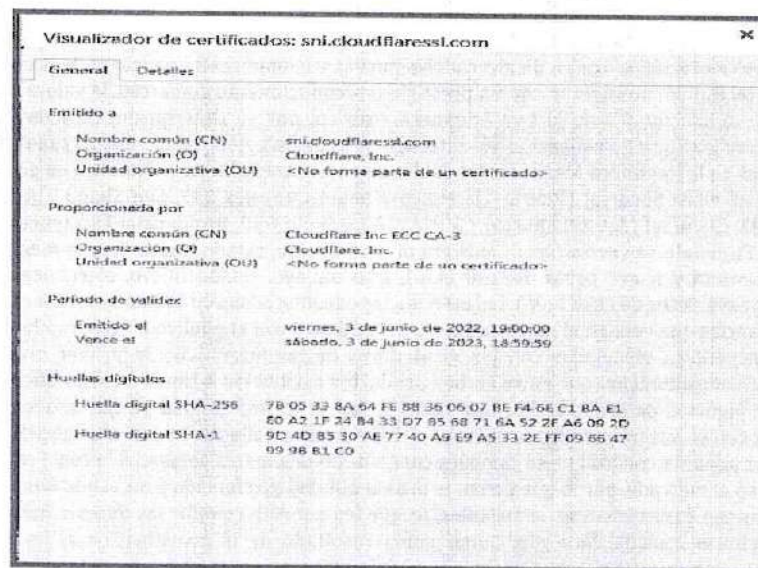 Visualizador de certificados: sni.cloudflaressl.com
×
General Detalles
Emitido a
Nombre común (CN) sni.cloudflaressl.com
Organización (O) Cloudflare, Inc.
Unidad organizativa (OU) <No forma parte de un certificado>
Proporcionada por
Nombre común (CN) Cloudflare Inc ECC CA-3
Organización (O) Cloudflare, Inc.
Unidad organizativa (OU) <No forma parte de un certificado>
Período de validez
Emitido el viernes, 3 de junio de 2022, 19:00:00
Vence el sábado, 3 de junio de 2023, 18:59:59
Huellas digitales
Huella digital SHA-256 7B 05 33 8A 64 FE 88 36 06 07 BE F4 6E C1 BA E1
E0 A2 1F 24 B4 33 D7 85 68 71 6A 52 2F A6 09 2D
Huella digital SHA-1 9D 4D 85 30 AE 77 40 A9 E9 A5 33 2E FF 09 66 47
99 9B B1 C0